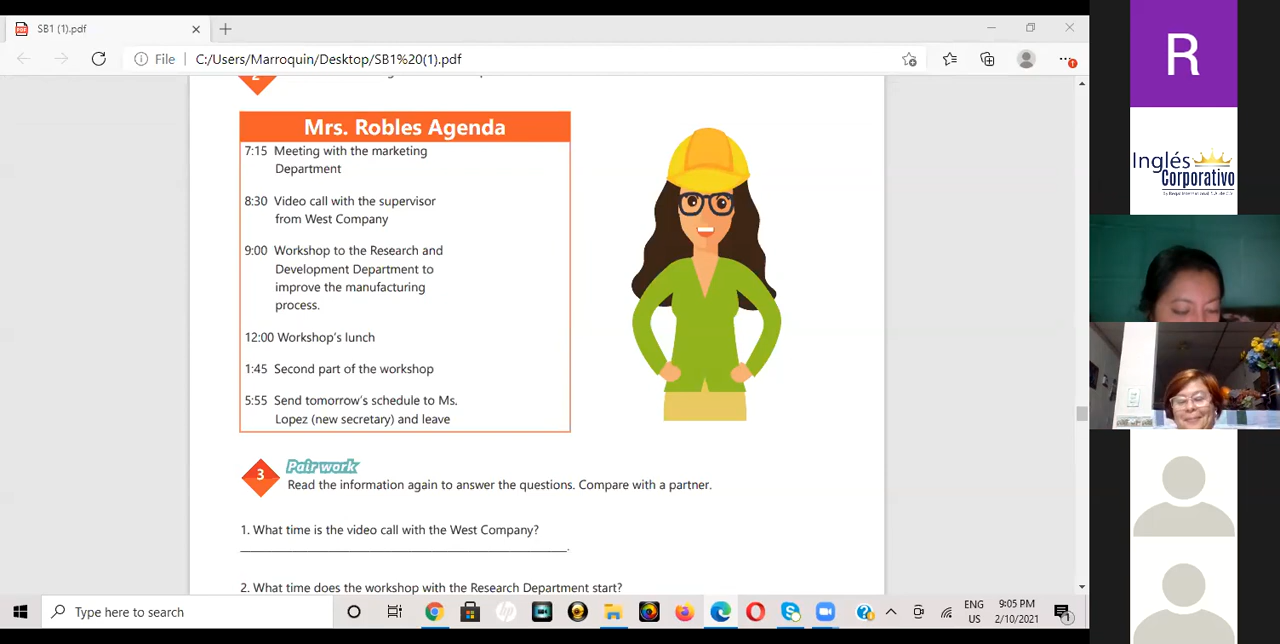 SB1 (1).pdf
File
C:/Users/Marroquin/Desktop/SB1%20(1).pdf
2
Mrs. Robles Agenda
7:15 Meeting with the marketing
Department
8:30 Video call with the supervisor
from West Company
9:00 Workshop to the Research and
Development Department to
improve the manufacturing
process.
12:00 Workshop's lunch
1:45 Second part of the workshop
5:55 Send tomorrow's schedule to Ms.
Lopez (new secretary) and leave
3
Pair work
Read the information again to answer the questions. Compare with a partner.
1. What time is the video call with the West Company?
2. What time does the workshop with the Research Department start?
Type here to search
ENG
US
9:05 PM
2/10/2021
1
R
Inglés
Corporativo